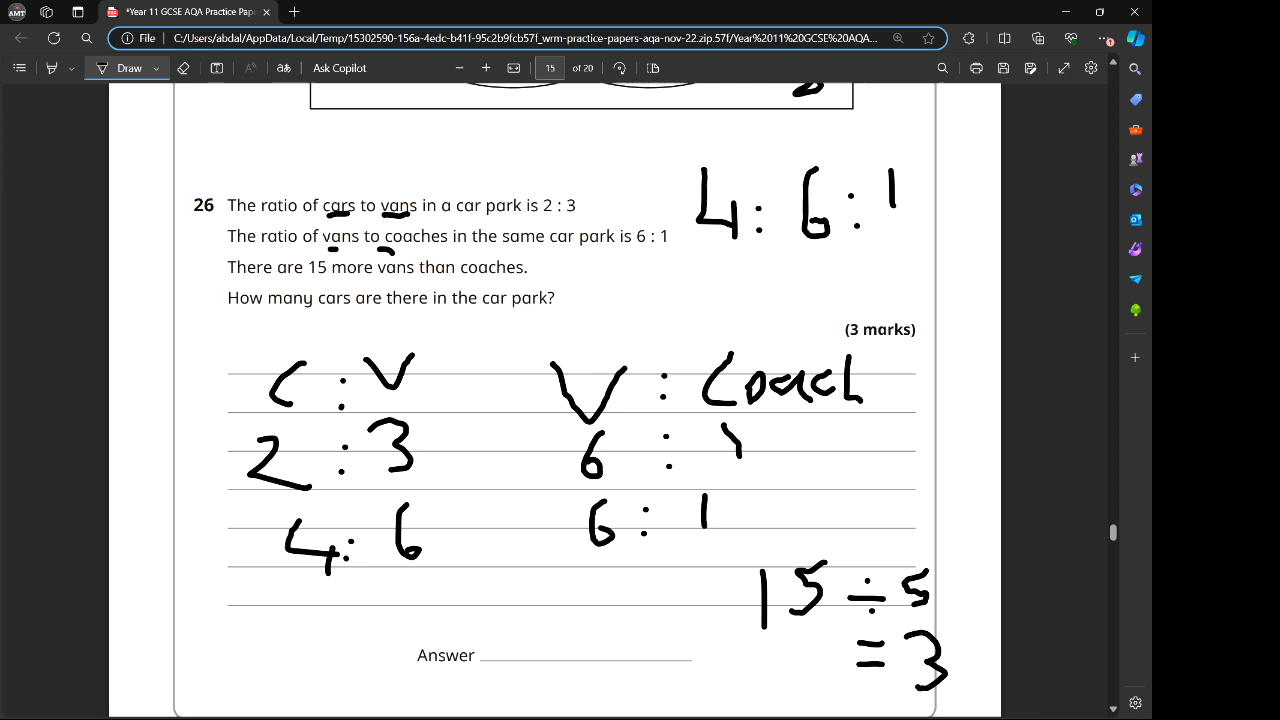 *Year 11 GCSE AQA Practice Pape
File C:/Users/abdal/AppData/Local/Temp/15302590-156a-4edc-b41f-95c2b9fcb57f_wrm-practice-papers-aqa-nov-22.zip.57f/Year%2011%20GCSE%20AQA...
Draw Ask Copilot 15 of 20
4 : 6 : 1
26 The ratio of cars to vans in a car park is 2 : 3
The ratio of vans to coaches in the same car park is 6 : 1
There are 15 more vans than coaches.
How many cars are there in the car park?
(3 marks)
C : V V : Coach
2 : 3 6 : 1
4 : 6 6 : 1
15 ÷ 5
= 3
Answer